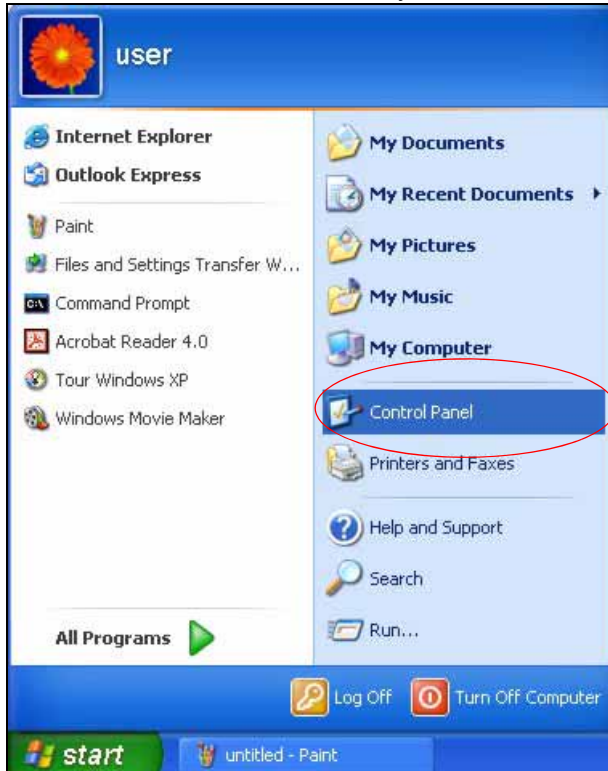 user
Internet Explorer
Outlook Express
Paint
Files and Settings Transfer W...
C:\
Command Prompt
Acrobat Reader 4.0
Tour Windows XP
Windows Movie Maker
All Programs
My Documents
My Recent Documents
My Pictures
My Music
My Computer
Control Panel
Printers and Faxes
Help and Support
Search
Run...
Log Off
Turn Off Computer
start
untitled - Paint